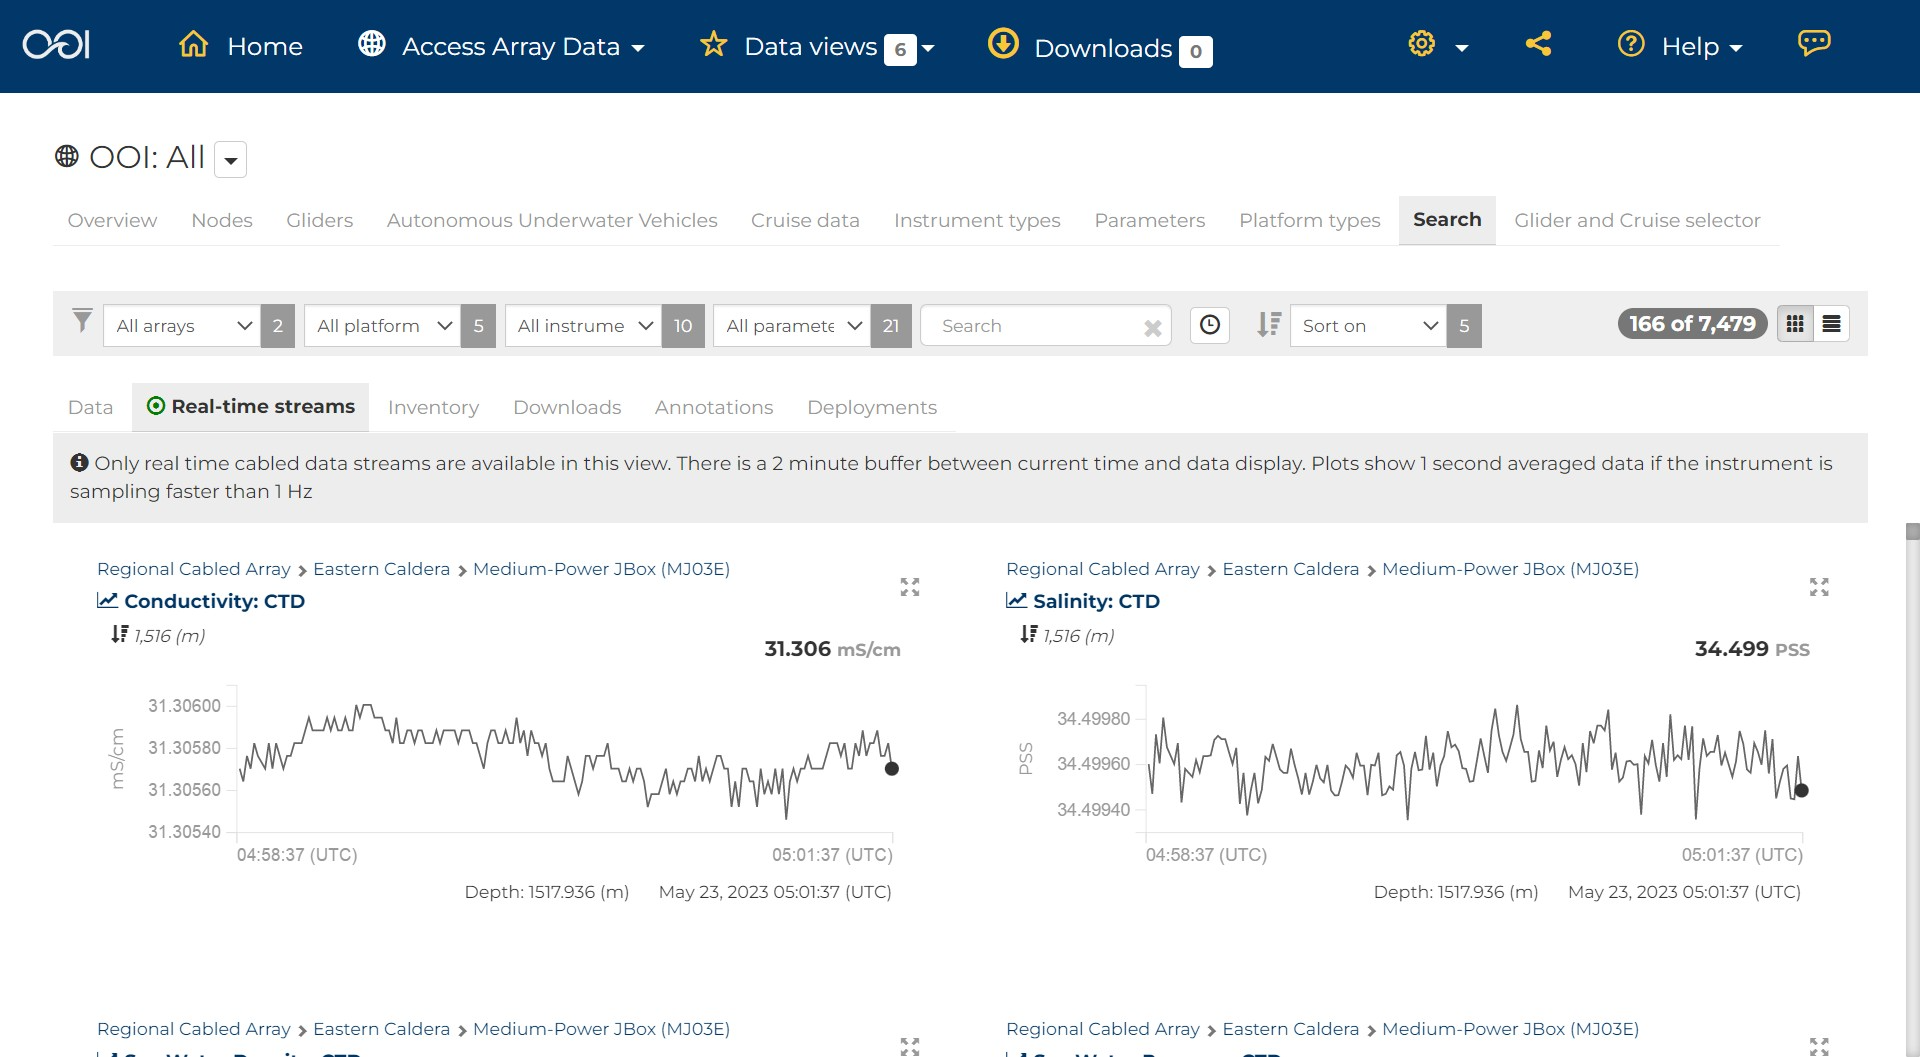 OOI Home Access Array Data Data views 6 Downloads 0 Help
OOI: All
Overview Nodes Gliders Autonomous Underwater Vehicles Cruise data Instrument types Parameters Platform types Search Glider and Cruise selector
All arrays 2 All platform 5 All instrume 10 All paramete 21 Search Sort on 5 166 of 7,479
Data Real-time streams Inventory Downloads Annotations Deployments
Only real time cabled data streams are available in this view. There is a 2 minute buffer between current time and data display. Plots show 1 second averaged data if the instrument is
sampling faster than 1 Hz
Regional Cabled Array Eastern Caldera Medium-Power JBox (MJ03E)
Conductivity: CTD
1,516 (m)
31.306 mS/cm
31.30600
31.30580
31.30560
31.30540
mS/cm
04:58:37 (UTC) 05:01:37 (UTC)
Depth: 1517.936 (m) May 23, 2023 05:01:37 (UTC)
Regional Cabled Array Eastern Caldera Medium-Power JBox (MJ03E)
Salinity: CTD
1,516 (m)
34.499 PSS
34.49980
34.49960
34.49940
PSS
04:58:37 (UTC) 05:01:37 (UTC)
Depth: 1517.936 (m) May 23, 2023 05:01:37 (UTC)
Regional Cabled Array Eastern Caldera Medium-Power JBox (MJ03E)
Regional Cabled Array Eastern Caldera Medium-Power JBox (MJ03E)